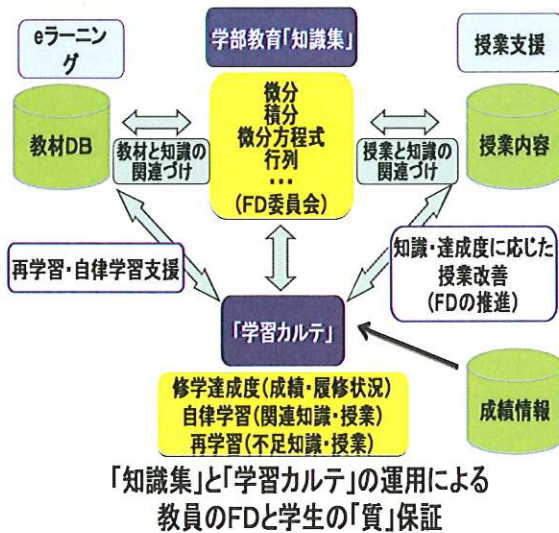 eラーニン
グ
学部教育「知識集」
授業支援
教材DB
教材と知識の
関連づけ
微分
積分
微分方程式
行列
…
(FD委員会)
授業と知識の
関連づけ
授業内容
再学習・自律学習支援
知識・達成度に応じた
授業改善
(FDの推進)
「学習カルテ」
修学達成度(成績・履修状況)
自律学習(関連知識・授業)
再学習(不足知識・授業)
成績情報
「知識集」と「学習カルテ」の運用による
教員のFDと学生の「質」保証